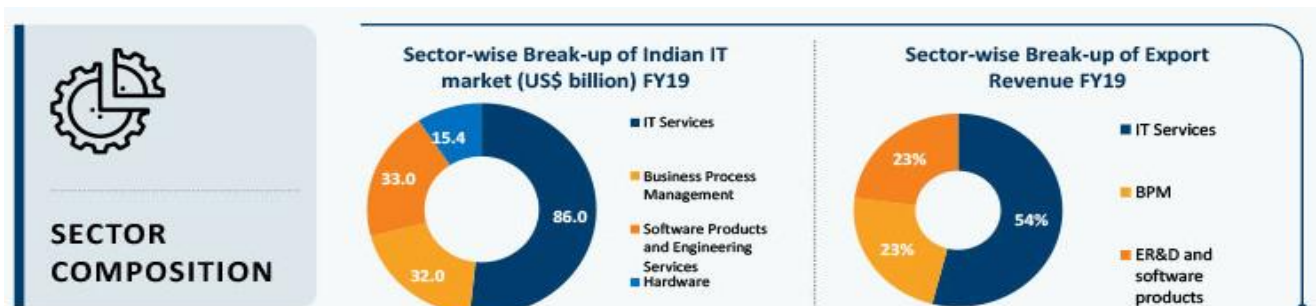 SECTOR
COMPOSITION
Sector-wise Break-up of Indian IT
market (US$ billion) FY19
15.4
33.0
86.0
32.0
IT Services
Business Process
Management
Software Products
and Engineering
Services
Hardware
Sector-wise Break-up of Export
Revenue FY19
23%
54%
23%
IT Services
BPM
ER&D and
software
products